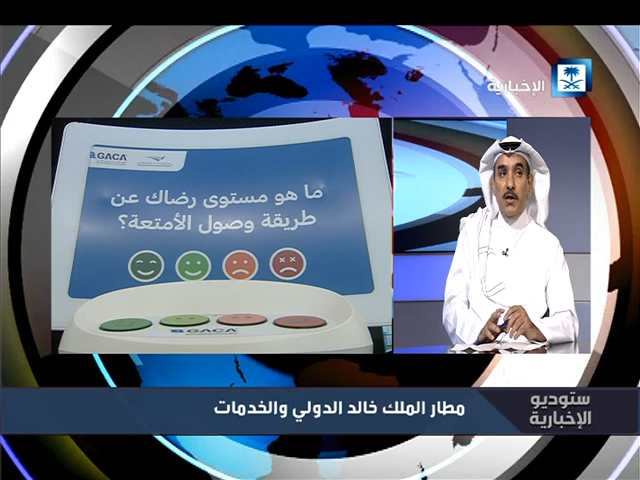 الإخبارية
GACA
ما هو مستوى رضاك عن
طريقة وصول الأمتعة؟
GACA
مطار الملك خالد الدولي والخدمات
ستوديو
الإخبارية